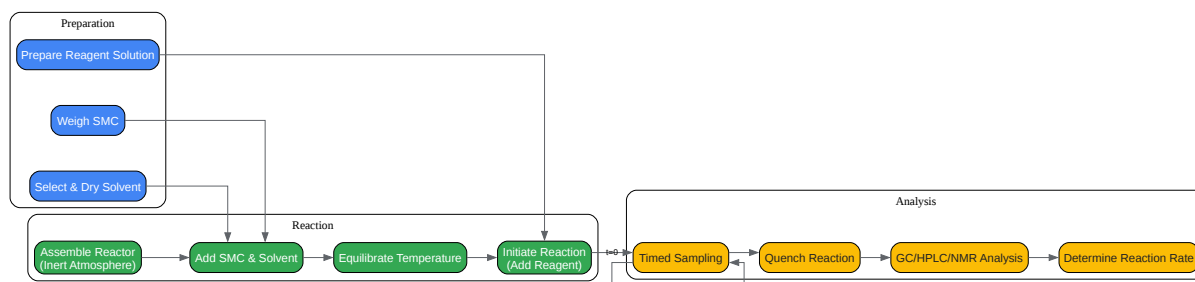 Preparation
Prepare Reagent Solution
Weigh SMC
Select & Dry Solvent
Reaction
Assemble Reactor
(Inert Atmosphere)
Add SMC & Solvent
Equilibrate Temperature
Initiate Reaction
(Add Reagent)
t=0
Analysis
Timed Sampling
Quench Reaction
GC/HPLC/NMR Analysis
Determine Reaction Rate